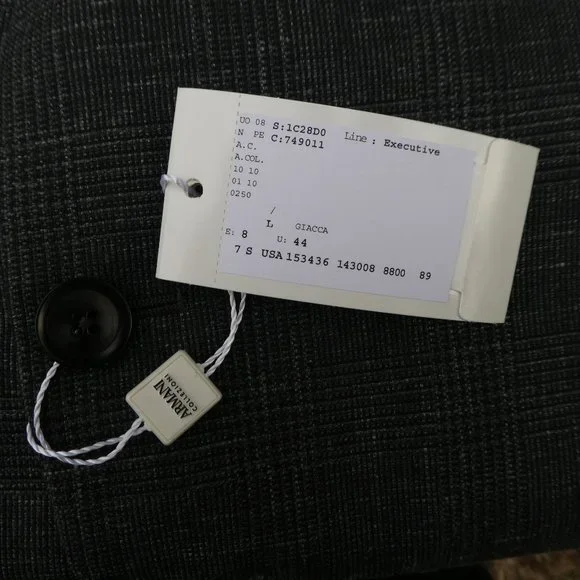 UO 08 S:1C28D0 Line : Executive
N PE C:749011
A.C.
A.COL.
10 10
01 10
0250
/
L GIACCA
E: 8 U: 44
7 S USA 153436 143008 8800 89
ARMANI
COLLEZIONI